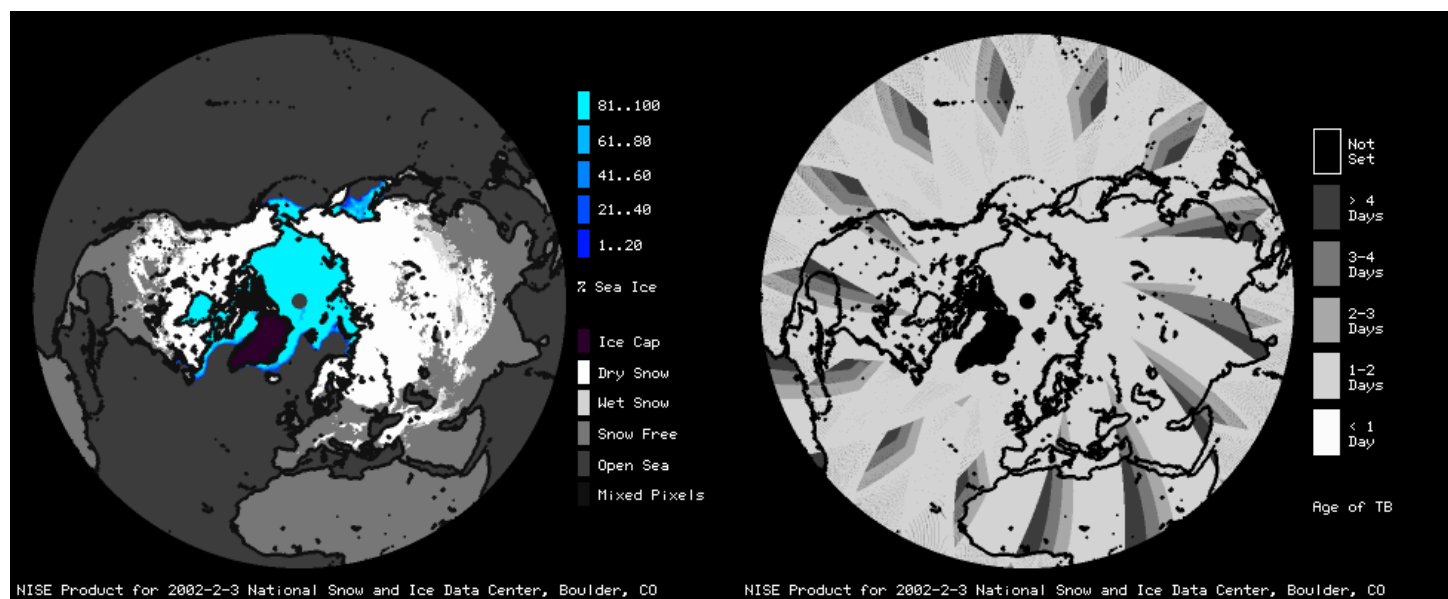 81..100
61..80
41..60
21..40
1..20
% Sea Ice
Ice Cap
Dry Snow
Wet Snow
Snow Free
Open Sea
Mixed Pixels
NISE Product for 2002-2-3 National Snow and Ice Data Center, Boulder, CO
Not
Set
> 4
Days
3-4
Days
2-3
Days
1-2
Days
< 1
Day
Age of TB
NISE Product for 2002-2-3 National Snow and Ice Data Center, Boulder, CO